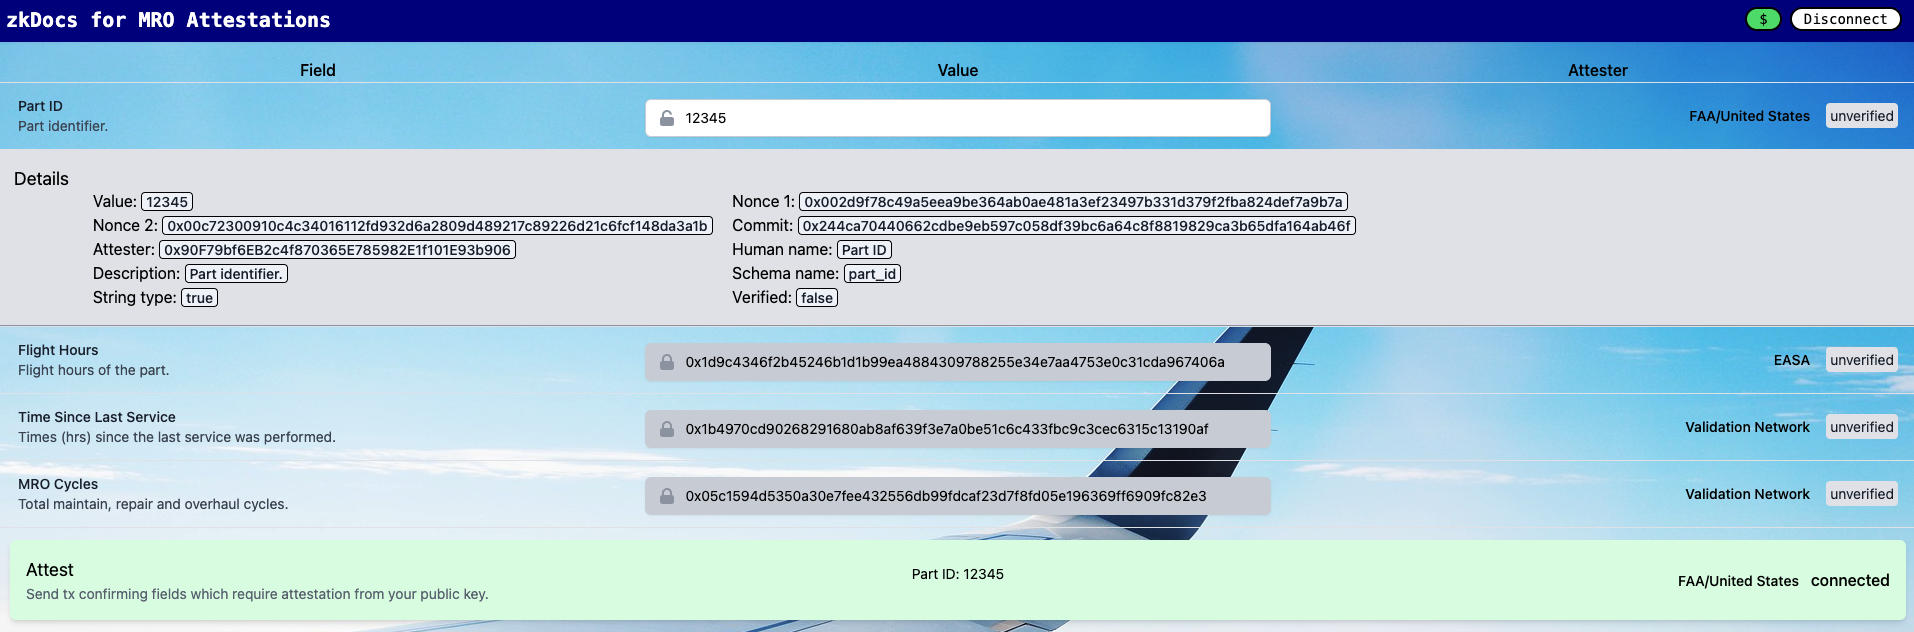 zkDocs for MRO Attestations
$ Disconnect
Field Value Attester
Part ID
Part identifier.
12345
FAA/United States unverified
Details
Value: 12345 Nonce 1: 0x002d9f78c49a5eea9be364ab0ae481a3ef23497b331d379f2fba824def7a9b7a
Nonce 2: 0x00c72300910c4c34016112fd932d6a2809d489217c89226d21c6fcf148da3a1b Commit: 0x244ca70440662cdbe9eb597c058df39bc6a64c8f8819829ca3b65dfa164ab46f
Attester: 0x90F79bf6EB2c4f870365E785982E1f101E93b906 Human name: Part ID
Description: Part identifier. Schema name: part_id
String type: true Verified: false
Flight Hours
Flight hours of the part.
0x1d9c4346f2b45246b1d1b99ea4884309788255e34e7aa4753e0c31cda967406a
EASA unverified
Time Since Last Service
Times (hrs) since the last service was performed.
0x1b4970cd90268291680ab8af639f3e7a0be51c6c433fbc9c3cec6315c13190af
Validation Network unverified
MRO Cycles
Total maintain, repair and overhaul cycles.
0x05c1594d5350a30e7fee432556db99fdcaf23d7f8fd05e196369ff6909fc82e3
Validation Network unverified
Attest
Send tx confirming fields which require attestation from your public key.
Part ID: 12345
FAA/United States connected